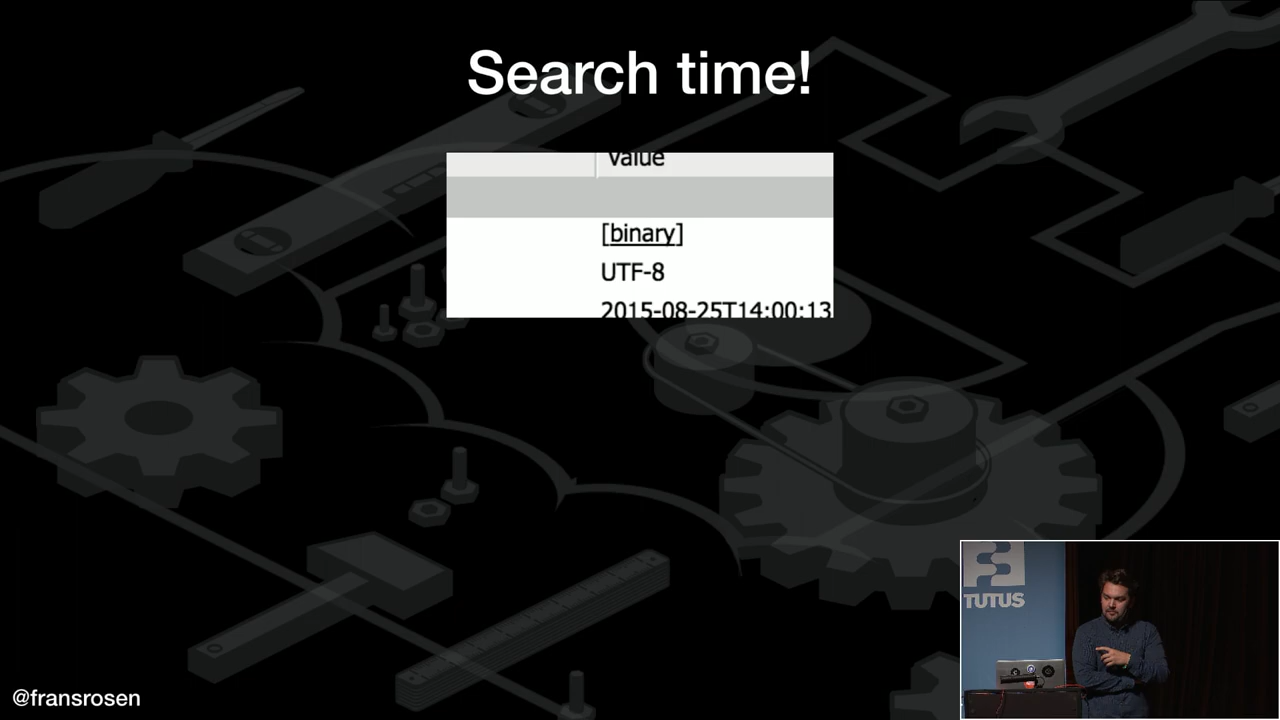 Search time!
Value
[binary]
UTF-8
2015-08-25T14:00:13
TUTUS
@fransrosen